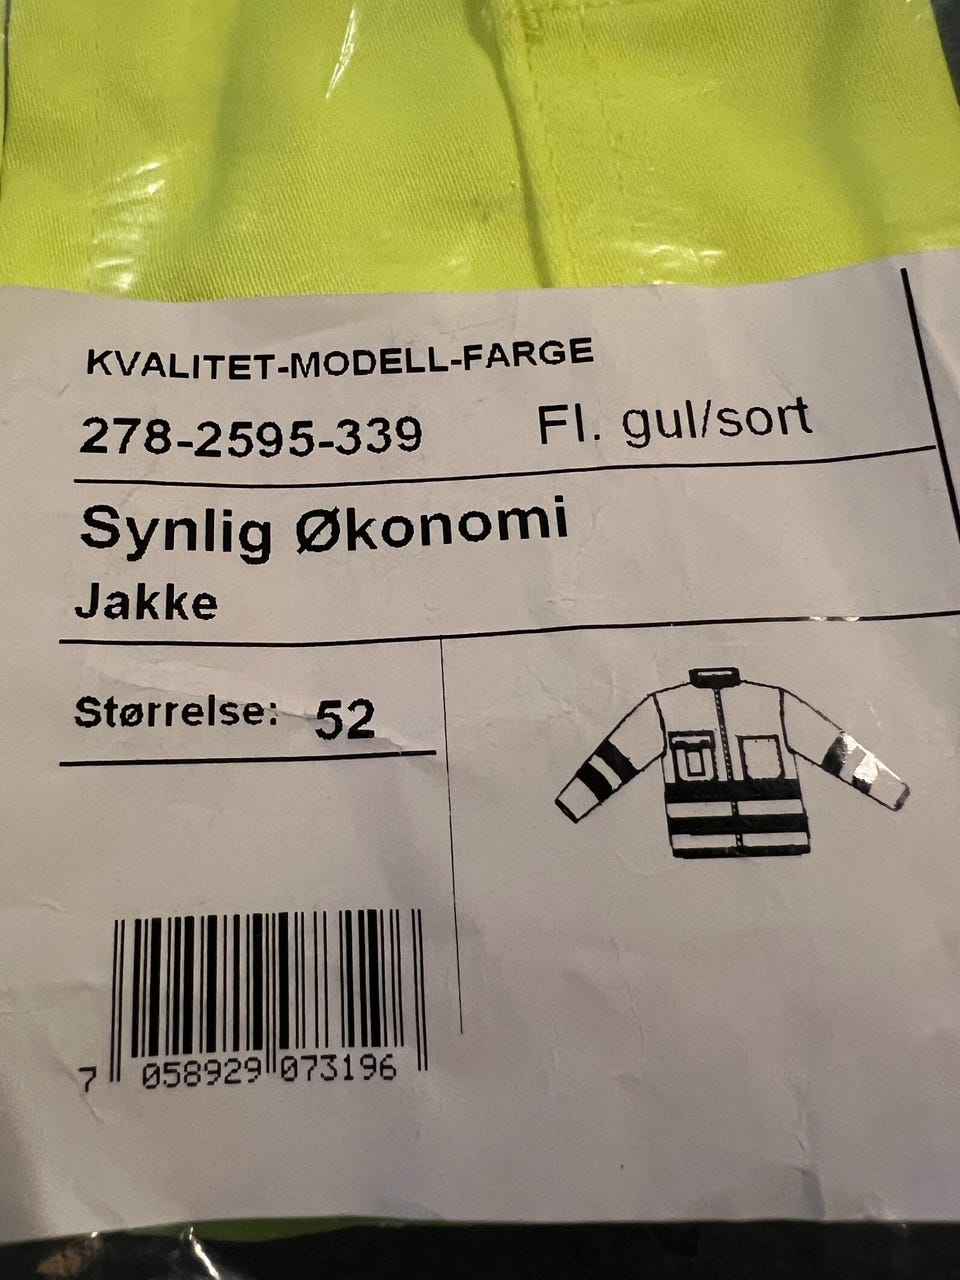 KVALITET-MODELL-FARGE
278-2595-339 Fl. gul/sort
Synlig Økonomi
Jakke
Størrelse: 52
7 058929 073196